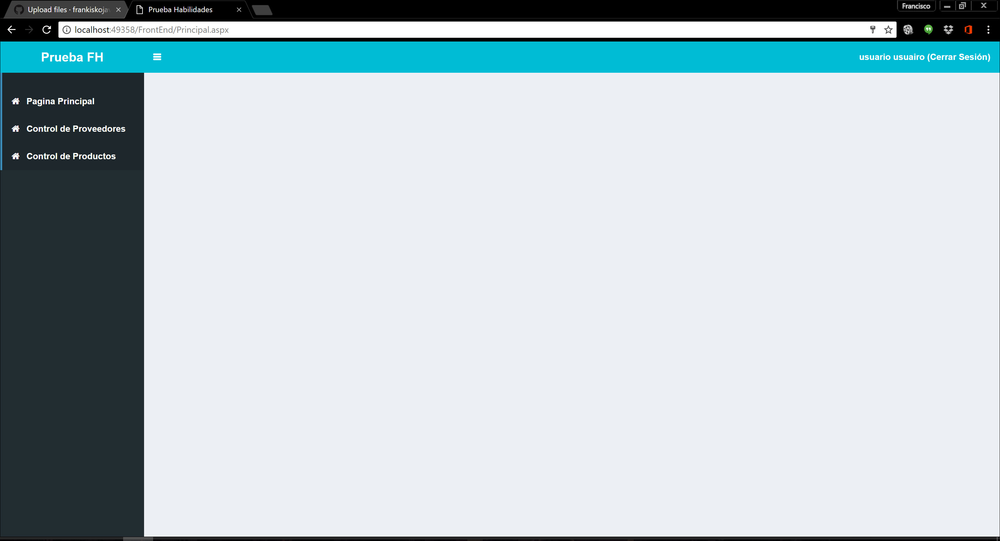 Upload files · frankiskoja
Prueba Habilidades
Francisco
localhost:49358/FrontEnd/Principal.aspx
Prueba FH
usuario usuairo (Cerrar Sesión)
Pagina Principal
Control de Proveedores
Control de Productos